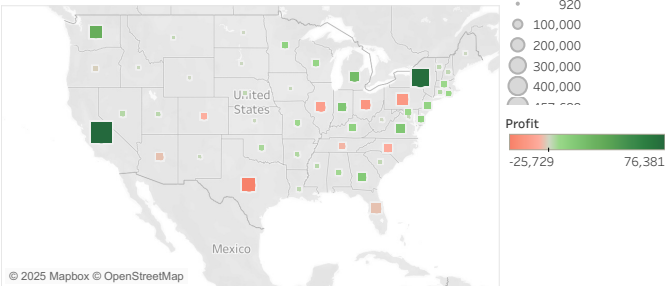 920
100,000
200,000
300,000
400,000
Profit
-25,729
76,381
United
States
Mexico
© 2025 Mapbox © OpenStreetMap